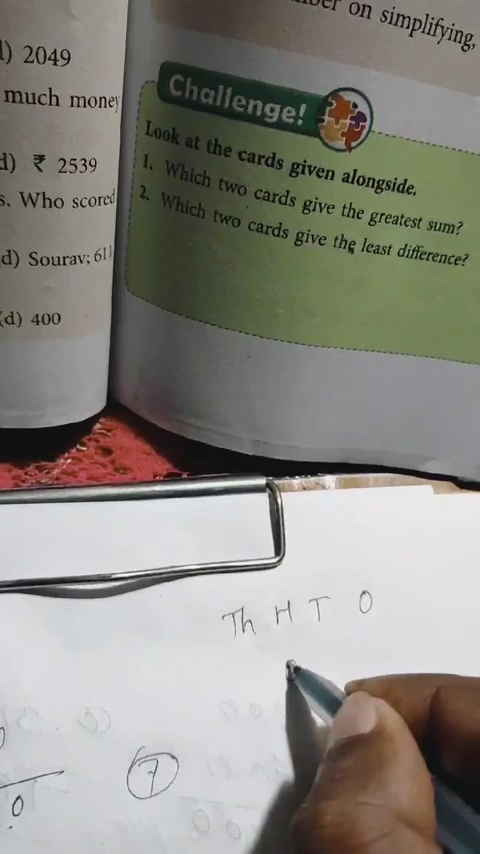 on simplifying,
2049
much money
d) ₹ 2539
s. Who scored
d) Sourav; 61
(d) 400
Challenge!
Look at the cards given alongside.
1. Which two cards give the greatest sum?
2. Which two cards give the least difference?
Th H T O
7
0